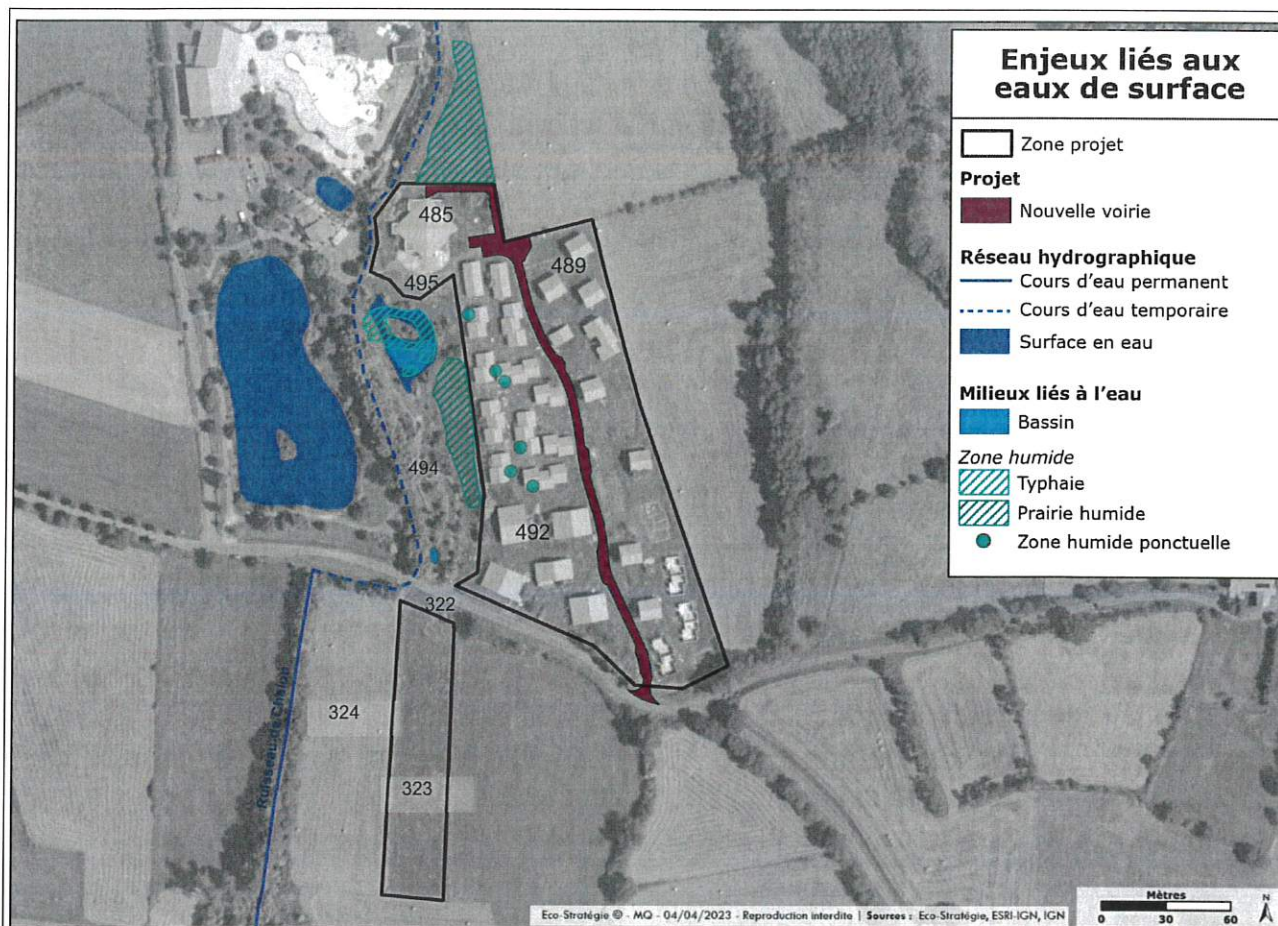 Enjeux liés aux
eaux de surface
Zone projet
Projet
Nouvelle voirie
Réseau hydrographique
Cours d'eau permanent
Cours d'eau temporaire
Surface en eau
Milieux liés à l'eau
Bassin
Zone humide
Typhaie
Prairie humide
Zone humide ponctuelle
485
495
489
494
492
322
324
323
Ruisseau de Chalon
Mètres
0 30 60
N
Eco-Stratégie © - MQ - 04/04/2023 - Reproduction interdite | Sources : Eco-Stratégie, ESRI-IGN, IGN